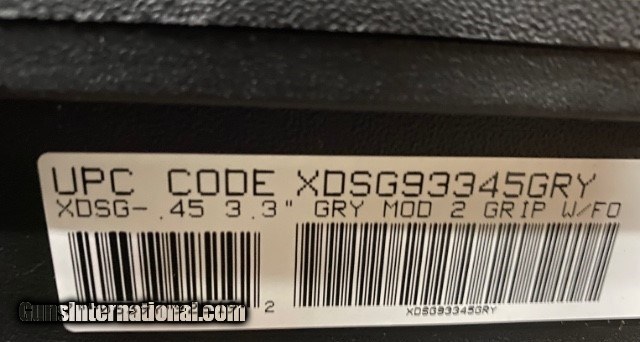 UPC CODE XDSG93345GRY
XDSG-.45 3.3" GRY MOD 2 GRIP W/FO
2
XDSG93345GRY
GunsInternational.com